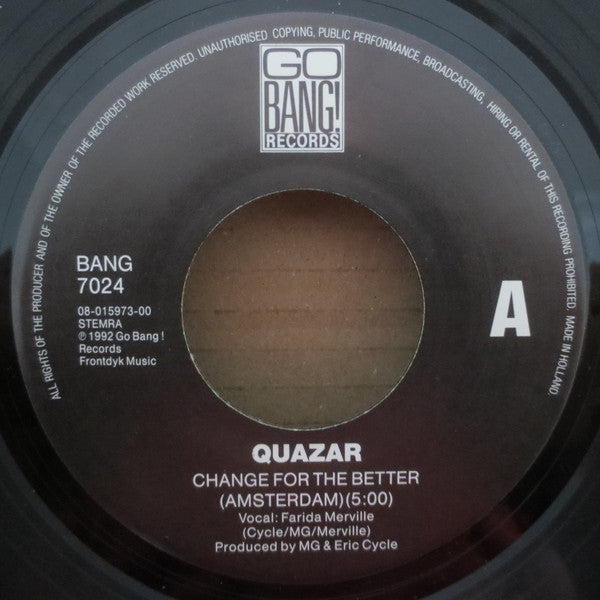 ALL RIGHTS OF THE PRODUCER AND OF THE OWNER OF THE RECORDED WORK RESERVED. UNAUTHORISED COPYING, PUBLIC PERFORMANCE, BROADCASTING, HIRING OR RENTAL OF THIS RECORDING PROHIBITED. MADE IN HOLLAND.
GO
BANG!
RECORDS
BANG
7024
08-015973-00
STEMRA
℗ 1992 Go Bang!
Records
Frontdyk Music
A
QUAZAR
CHANGE FOR THE BETTER
(AMSTERDAM)(5:00)
Vocal: Farida Merville
(Cycle/MG/Merville)
Produced by MG & Eric Cycle